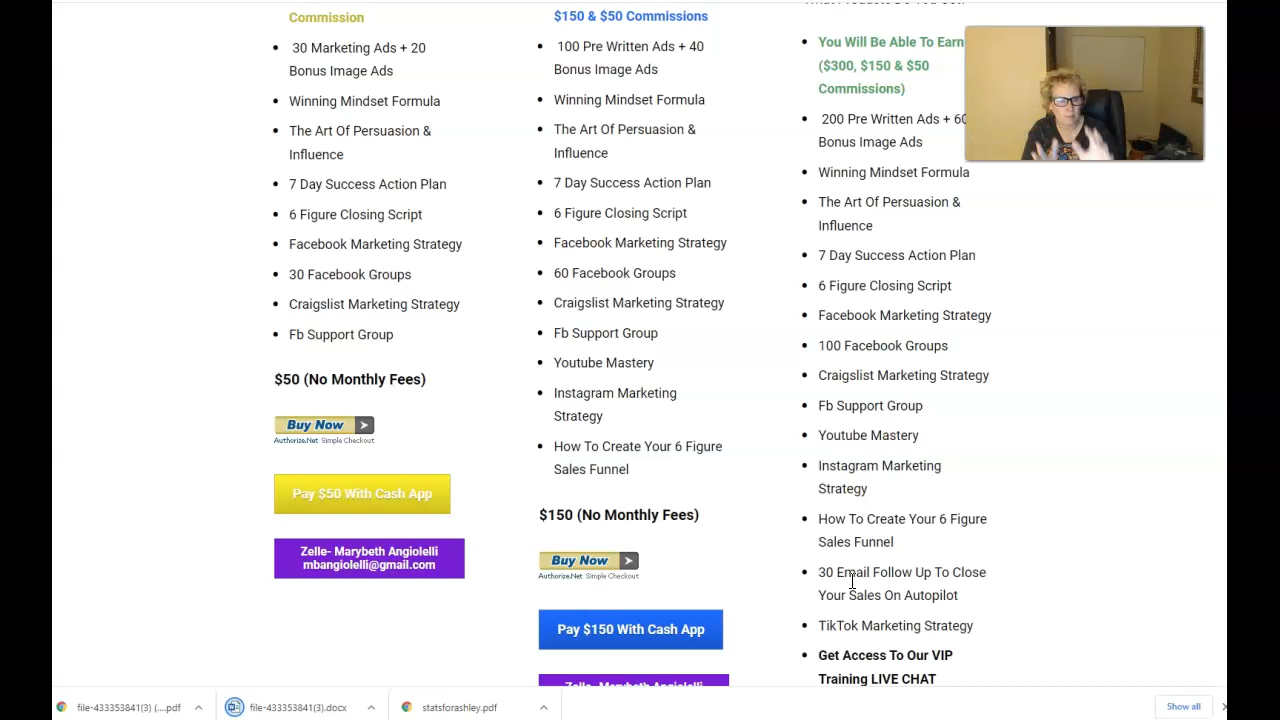 Commission
30 Marketing Ads + 20
Bonus Image Ads
Winning Mindset Formula
The Art Of Persuasion &
Influence
7 Day Success Action Plan
6 Figure Closing Script
Facebook Marketing Strategy
30 Facebook Groups
Craigslist Marketing Strategy
Fb Support Group
$50 (No Monthly Fees)
Buy Now
Authorize.Net Simple Checkout
Pay $50 With Cash App
Zelle- Marybeth Angiolelli
mbangiolelli@gmail.com
$150 & $50 Commissions
100 Pre Written Ads + 40
Bonus Image Ads
Winning Mindset Formula
The Art Of Persuasion &
Influence
7 Day Success Action Plan
6 Figure Closing Script
Facebook Marketing Strategy
60 Facebook Groups
Craigslist Marketing Strategy
Fb Support Group
Youtube Mastery
Instagram Marketing
Strategy
How To Create Your 6 Figure
Sales Funnel
$150 (No Monthly Fees)
Buy Now
Authorize.Net Simple Checkout
Pay $150 With Cash App
Zelle- Marybeth Angiolelli
You Will Be Able To Earn
($300, $150 & $50
Commissions)
200 Pre Written Ads + 60
Bonus Image Ads
Winning Mindset Formula
The Art Of Persuasion &
Influence
7 Day Success Action Plan
6 Figure Closing Script
Facebook Marketing Strategy
100 Facebook Groups
Craigslist Marketing Strategy
Fb Support Group
Youtube Mastery
Instagram Marketing
Strategy
How To Create Your 6 Figure
Sales Funnel
30 Email Follow Up To Close
Your Sales On Autopilot
TikTok Marketing Strategy
Get Access To Our VIP
Training LIVE CHAT
file-433353841(3) (....pdf
file-433353841(3).docx
statsforashley.pdf
Show all